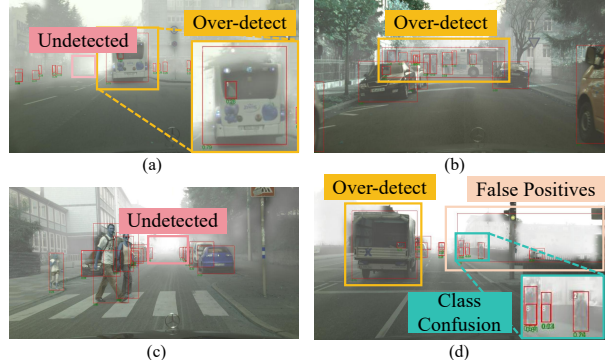 Over-detect
Undetected
(a)
Over-detect
(b)
Undetected
(c)
Over-detect
False Positives
Class
Confusion
(d)